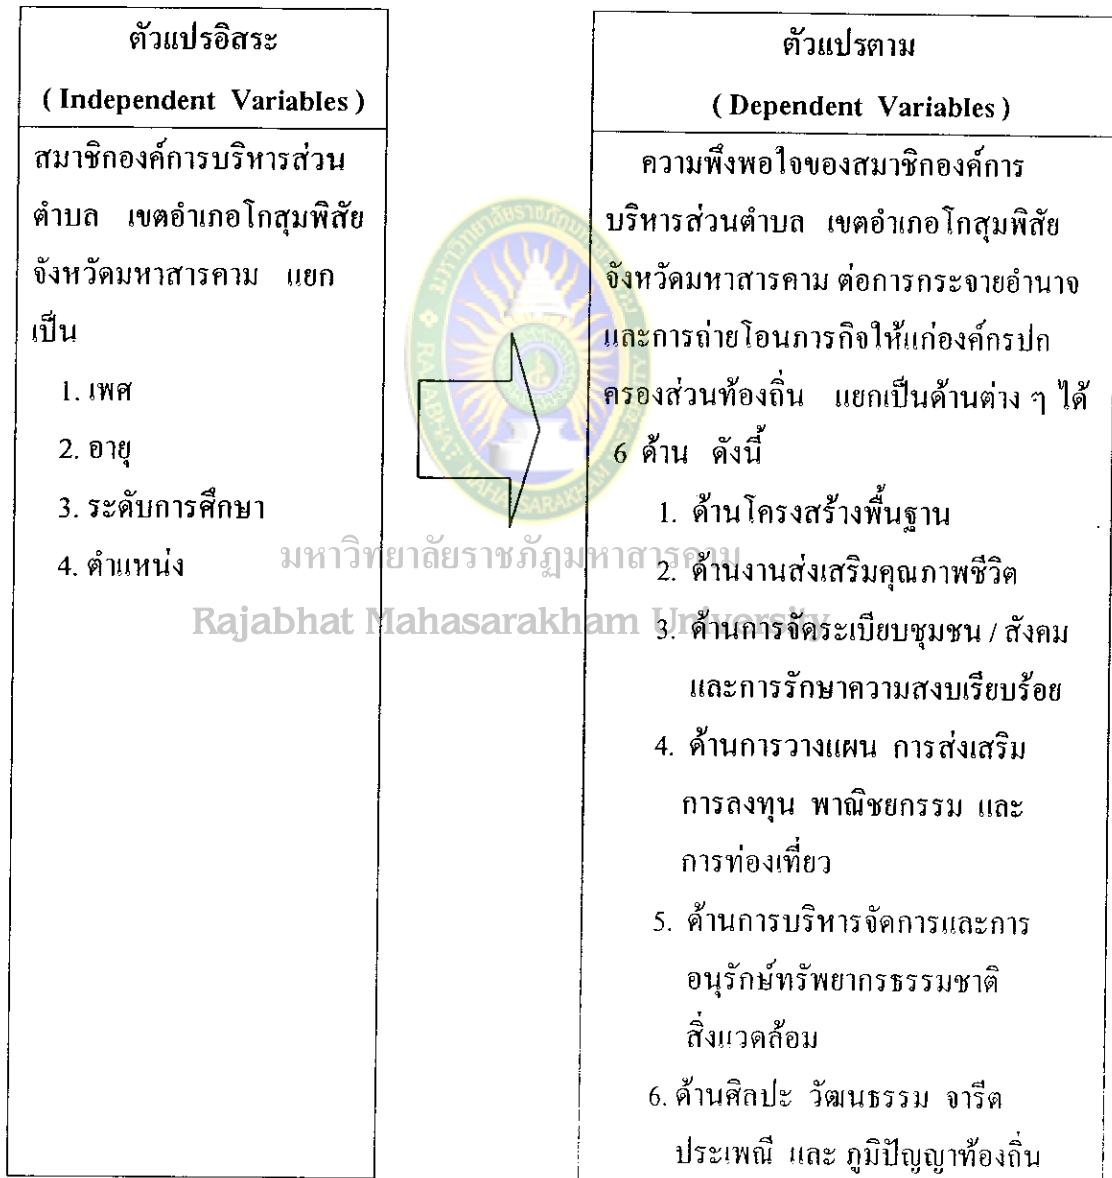 ตัวแปรอิสระ
( Independent Variables )
สมาชิกองค์การบริหารส่วน
ตำบล เขตอำเภอโกสุมพิสัย
จังหวัดมหาสารคาม แยก
เป็น
1. เพศ
2. อายุ
3. ระดับการศึกษา
4. ตำแหน่ง
ตัวแปรตาม
( Dependent Variables )
ความพึงพอใจของสมาชิกองค์การ
บริหารส่วนตำบล เขตอำเภอโกสุมพิสัย
จังหวัดมหาสารคาม ต่อการกระจายอำนาจ
และการถ่ายโอนภารกิจให้แก่องค์กรปก
ครองส่วนท้องถิ่น แยกเป็นด้านต่าง ๆ ได้
6 ด้าน ดังนี้
1. ด้านโครงสร้างพื้นฐาน
2. ด้านงานส่งเสริมคุณภาพชีวิต
3. ด้านการจัดระเบียบชุมชน / สังคม
และการรักษาความสงบเรียบร้อย
4. ด้านการวางแผน การส่งเสริม
การลงทุน พาณิชยกรรม และ
การท่องเที่ยว
5. ด้านการบริหารจัดการและการ
อนุรักษ์ทรัพยากรธรรมชาติ
สิ่งแวดล้อม
6. ด้านศิลปะ วัฒนธรรม จารีต
ประเพณี และ ภูมิปัญญาท้องถิ่น
มหาวิทยาลัยราชภัฏมหาสารคาม
Rajabhat Mahasarakham University